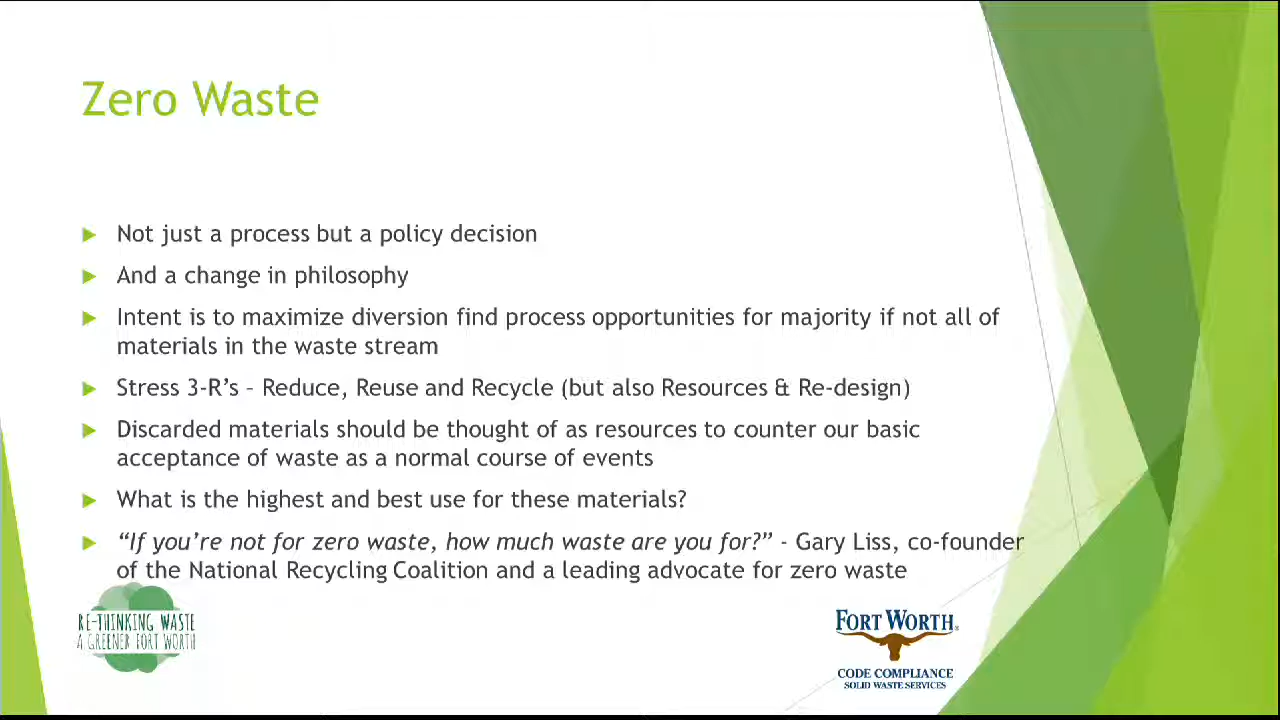 Zero Waste
Not just a process but a policy decision
And a change in philosophy
Intent is to maximize diversion find process opportunities for majority if not all of
materials in the waste stream
Stress 3-R’s – Reduce, Reuse and Recycle (but also Resources & Re-design)
Discarded materials should be thought of as resources to counter our basic
acceptance of waste as a normal course of events
What is the highest and best use for these materials?
“If you’re not for zero waste, how much waste are you for?” - Gary Liss, co-founder
of the National Recycling Coalition and a leading advocate for zero waste
RE-THINKING WASTE
A GREENER FORT WORTH
FORT WORTH®
CODE COMPLIANCE
SOLID WASTE SERVICES